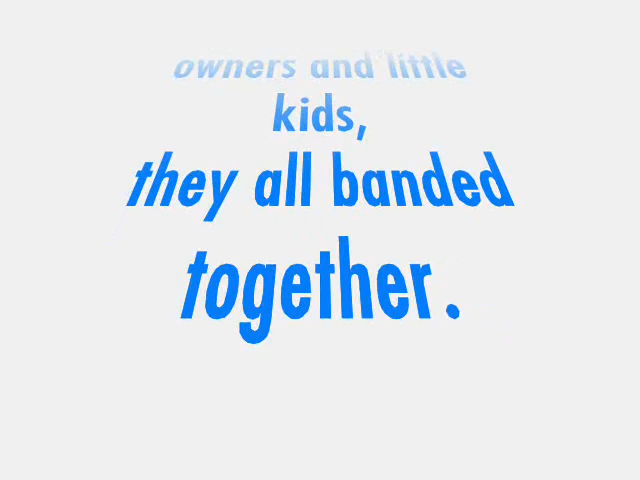 owners and little
kids,
they all banded
together.